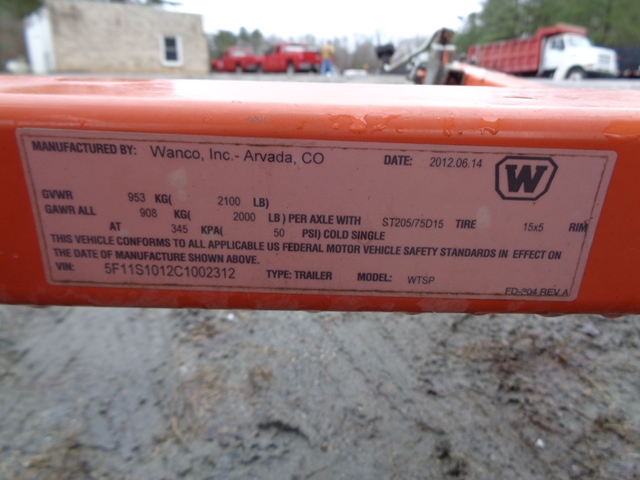 MANUFACTURED BY: Wanco, Inc.- Arvada, CO DATE: 2012.06.14
W
GVWR 953 KG( 2100 LB)
GAWR ALL 908 KG( 2000 LB) PER AXLE WITH ST205/75D15 TIRE 15x5 RIM
AT 345 KPA( 50 PSI) COLD SINGLE
THIS VEHICLE CONFORMS TO ALL APPLICABLE US FEDERAL MOTOR VEHICLE SAFETY STANDARDS IN EFFECT ON
THE DATE OF MANUFACTURE SHOWN ABOVE.
VIN: 5F11S1012C1002312 TYPE: TRAILER MODEL: WTSP
FD-204 REV A